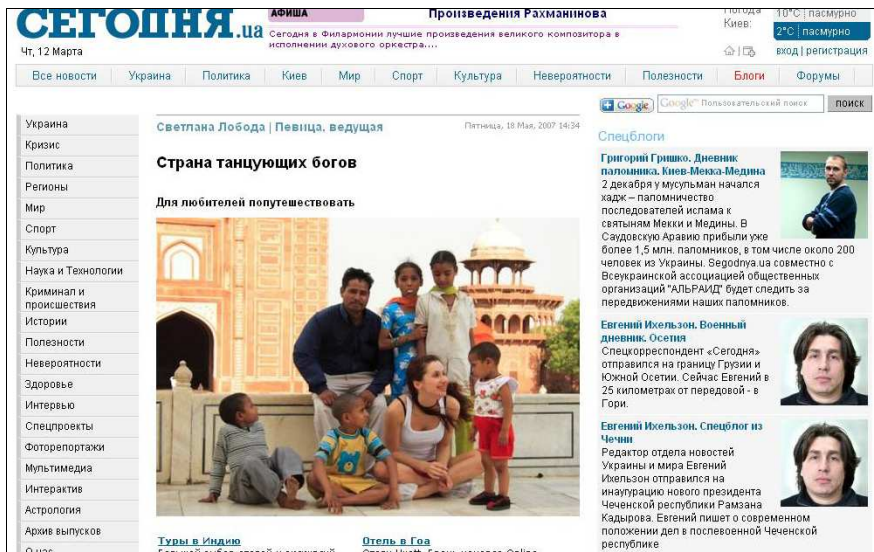 СЕГОДНЯ.ua
Чт, 12 Марта
АФИША
Произведения Рахманинова
Сегодня в Филармонии лучшие произведения великого композитора в
исполнении духового оркестра....
Погода 10°C | пасмурно
Киев: 2°C | пасмурно
вход | регистрация
Все новости Украина Политика Киев Мир Спорт Культура Невероятности Полезности Блоги Форумы
Google Google™ Пользовательский поиск поиск
Украина
Кризис
Политика
Регионы
Мир
Спорт
Культура
Наука и Технологии
Криминал и
происшествия
Истории
Полезности
Невероятности
Здоровье
Интервью
Спецпроекты
Фоторепортажи
Мультимедиа
Интерактив
Астрология
Архив выпусков
О нас
Светлана Лобода | Певица, ведущая
Пятница, 18 Мая, 2007 14:34
Страна танцующих богов
Для любителей попутешествовать
Туры в Индию
Отель в Гоа
Спецблоги
Григорий Гришко. Дневник
паломника. Киев-Мекка-Медина
2 декабря у мусульман начался
хадж – паломничество
последователей ислама к
святыням Мекки и Медины. В
Саудовскую Аравию прибыли уже
более 1,5 млн. паломников, в том числе около 200
человек из Украины. Segodnya.ua совместно с
Всеукраинской ассоциацией общественных
организаций "АЛЬРАИД" будет следить за
передвижениями наших паломников.
Евгений Ихельзон. Военный
дневник. Осетия
Спецкорреспондент «Сегодня»
отправился на границу Грузии и
Южной Осетии. Сейчас Евгений в
25 километрах от передовой - в
Гори.
Евгений Ихельзон. Спецблог из
Чечни
Редактор отдела новостей
Украины и мира Евгений
Ихельзон отправился на
инаугурацию нового президента
Чеченской республики Рамзана
Кадырова. Евгений пишет о современном
положении дел в послевоенной Чеченской
республике